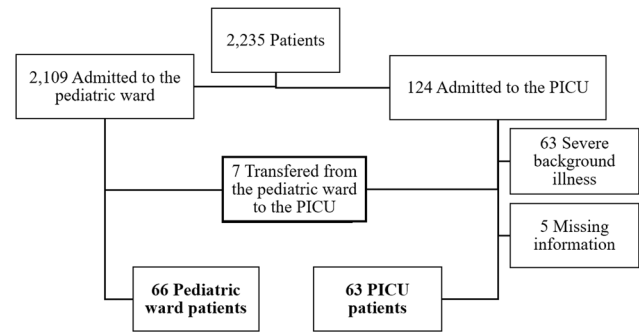 2,235 Patients
2,109 Admitted to the
pediatric ward
124 Admitted to the PICU
63 Severe
background
illness
7 Transfered from
the pediatric ward
to the PICU
5 Missing
information
66 Pediatric
ward patients
63 PICU
patients